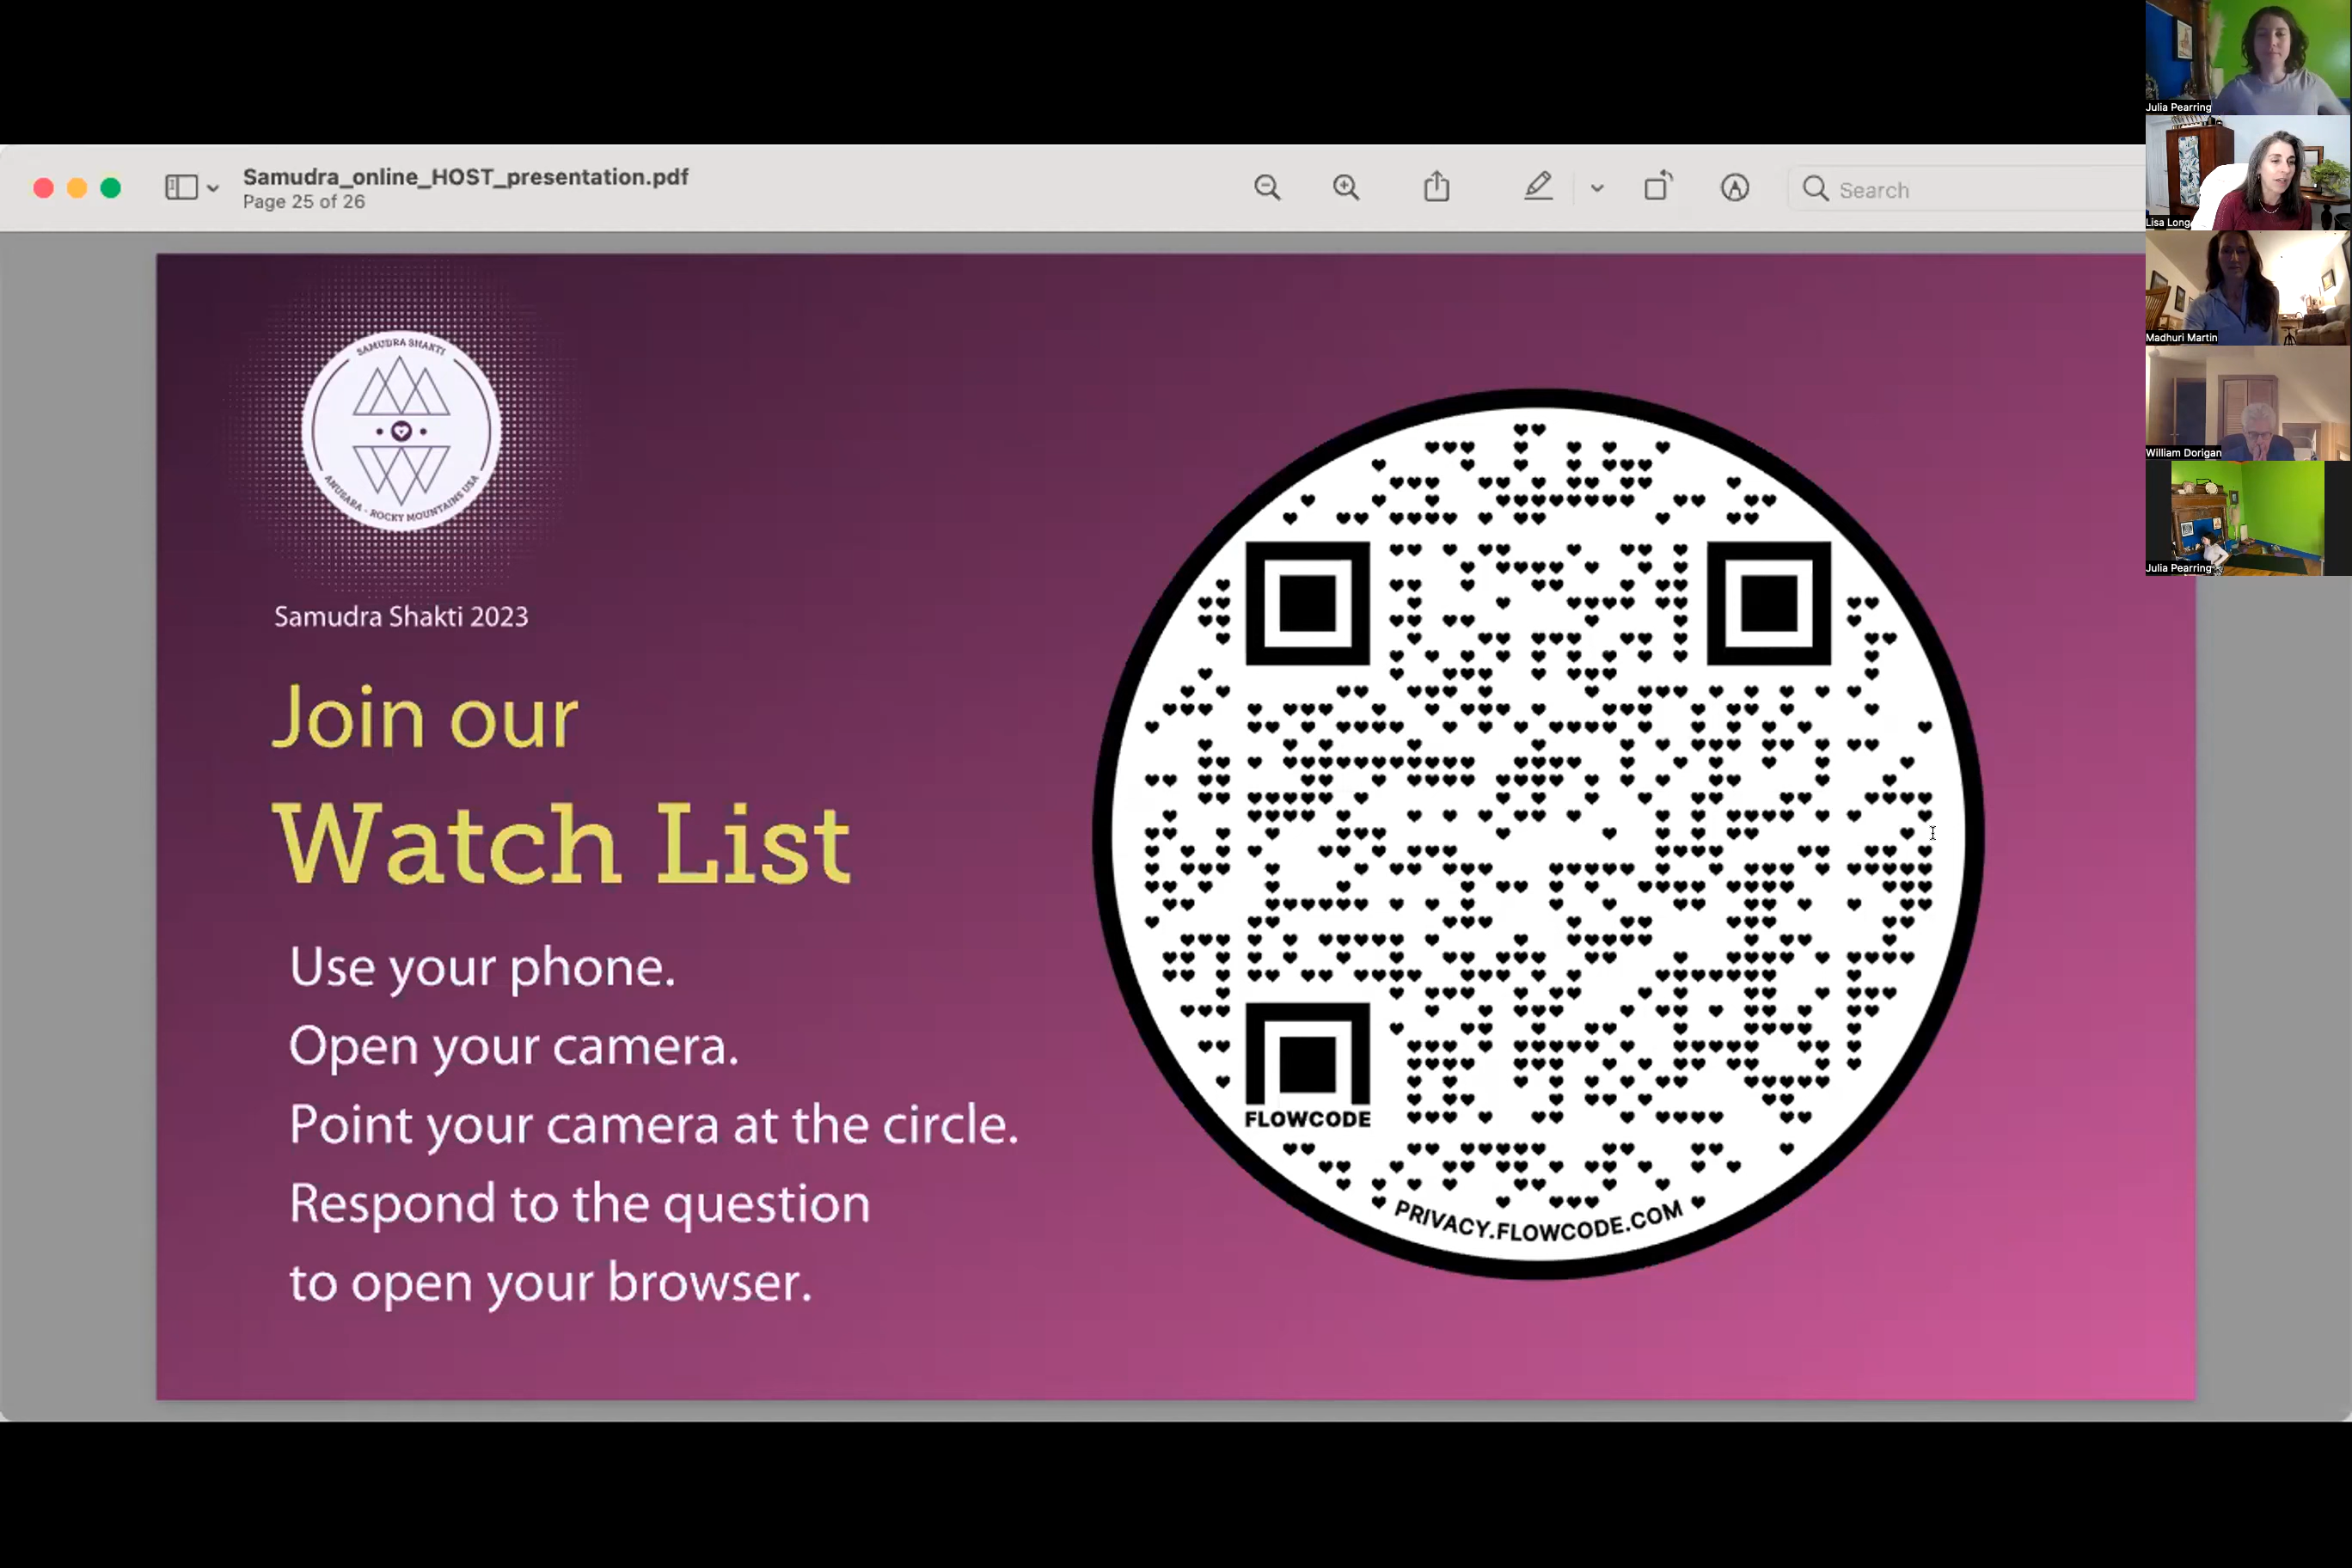 Samudra_online_HOST_presentation.pdf
Page 25 of 26
Search
SAMUDRA SHAKTI
ANUSARA - ROCKY MOUNTAINS USA
Samudra Shakti 2023
Join our
Watch List
Use your phone.
Open your camera.
Point your camera at the circle.
Respond to the question
to open your browser.
FLOWCODE
PRIVACY.FLOWCODE.COM
Julia Pearring
Lisa Long
Madhuri Martin
William Dorigan
Julia Pearring